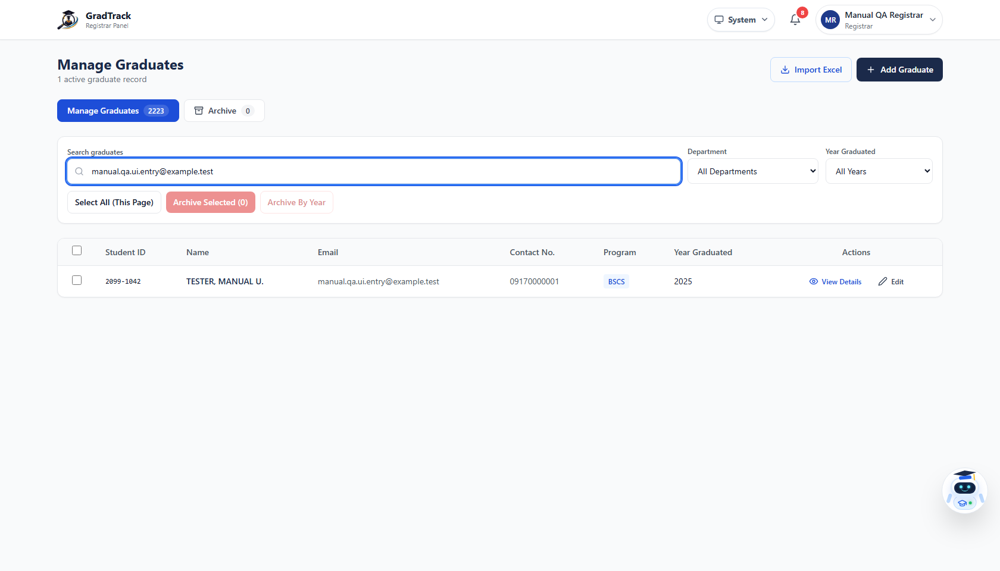 GradTrack
Registrar Panel
System
8
MR
Manual QA Registrar
Registrar
Manage Graduates
1 active graduate record
Import Excel
+ Add Graduate
Manage Graduates 2223
Archive 0
Search graduates
manual.qa.ui.entry@example.test
Department
All Departments
Year Graduated
All Years
Select All (This Page)
Archive Selected (0)
Archive By Year
Student ID Name Email Contact No. Program Year Graduated Actions
2099-1042 TESTER, MANUAL U. manual.qa.ui.entry@example.test 09170000001 BSCS 2025 View Details Edit